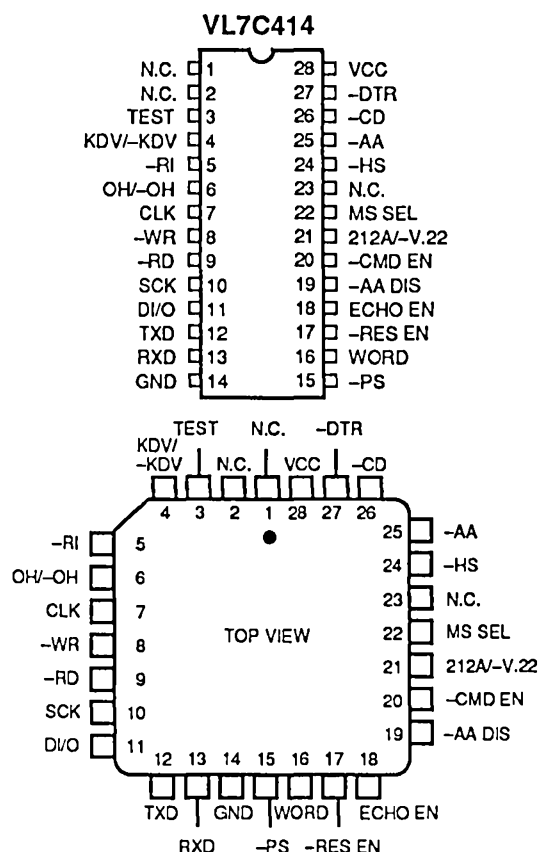 VL7C414
N.C. 1 28 VCC
N.C. 2 27 –DTR
TEST 3 26 –CD
KDV/–KDV 4 25 –AA
–RI 5 24 –HS
OH/–OH 6 23 N.C.
CLK 7 22 MS SEL
–WR 8 21 212A/–V.22
–RD 9 20 –CMD EN
SCK 10 19 –AA DIS
DI/O 11 18 ECHO EN
TXD 12 17 –RES EN
RXD 13 16 WORD
GND 14 15 –PS
TEST N.C. –DTR
KDV/
–KDV N.C. VCC –CD
4 3 2 1 28 27 26
–RI 5 25 –AA
OH/–OH 6 24 –HS
CLK 7 23 N.C.
–WR 8 TOP VIEW 22 MS SEL
–RD 9 21 212A/–V.22
SCK 10 20 –CMD EN
DI/O 11 19 –AA DIS
12 13 14 15 16 17 18
TXD GND WORD ECHO EN
RXD –PS –RES EN